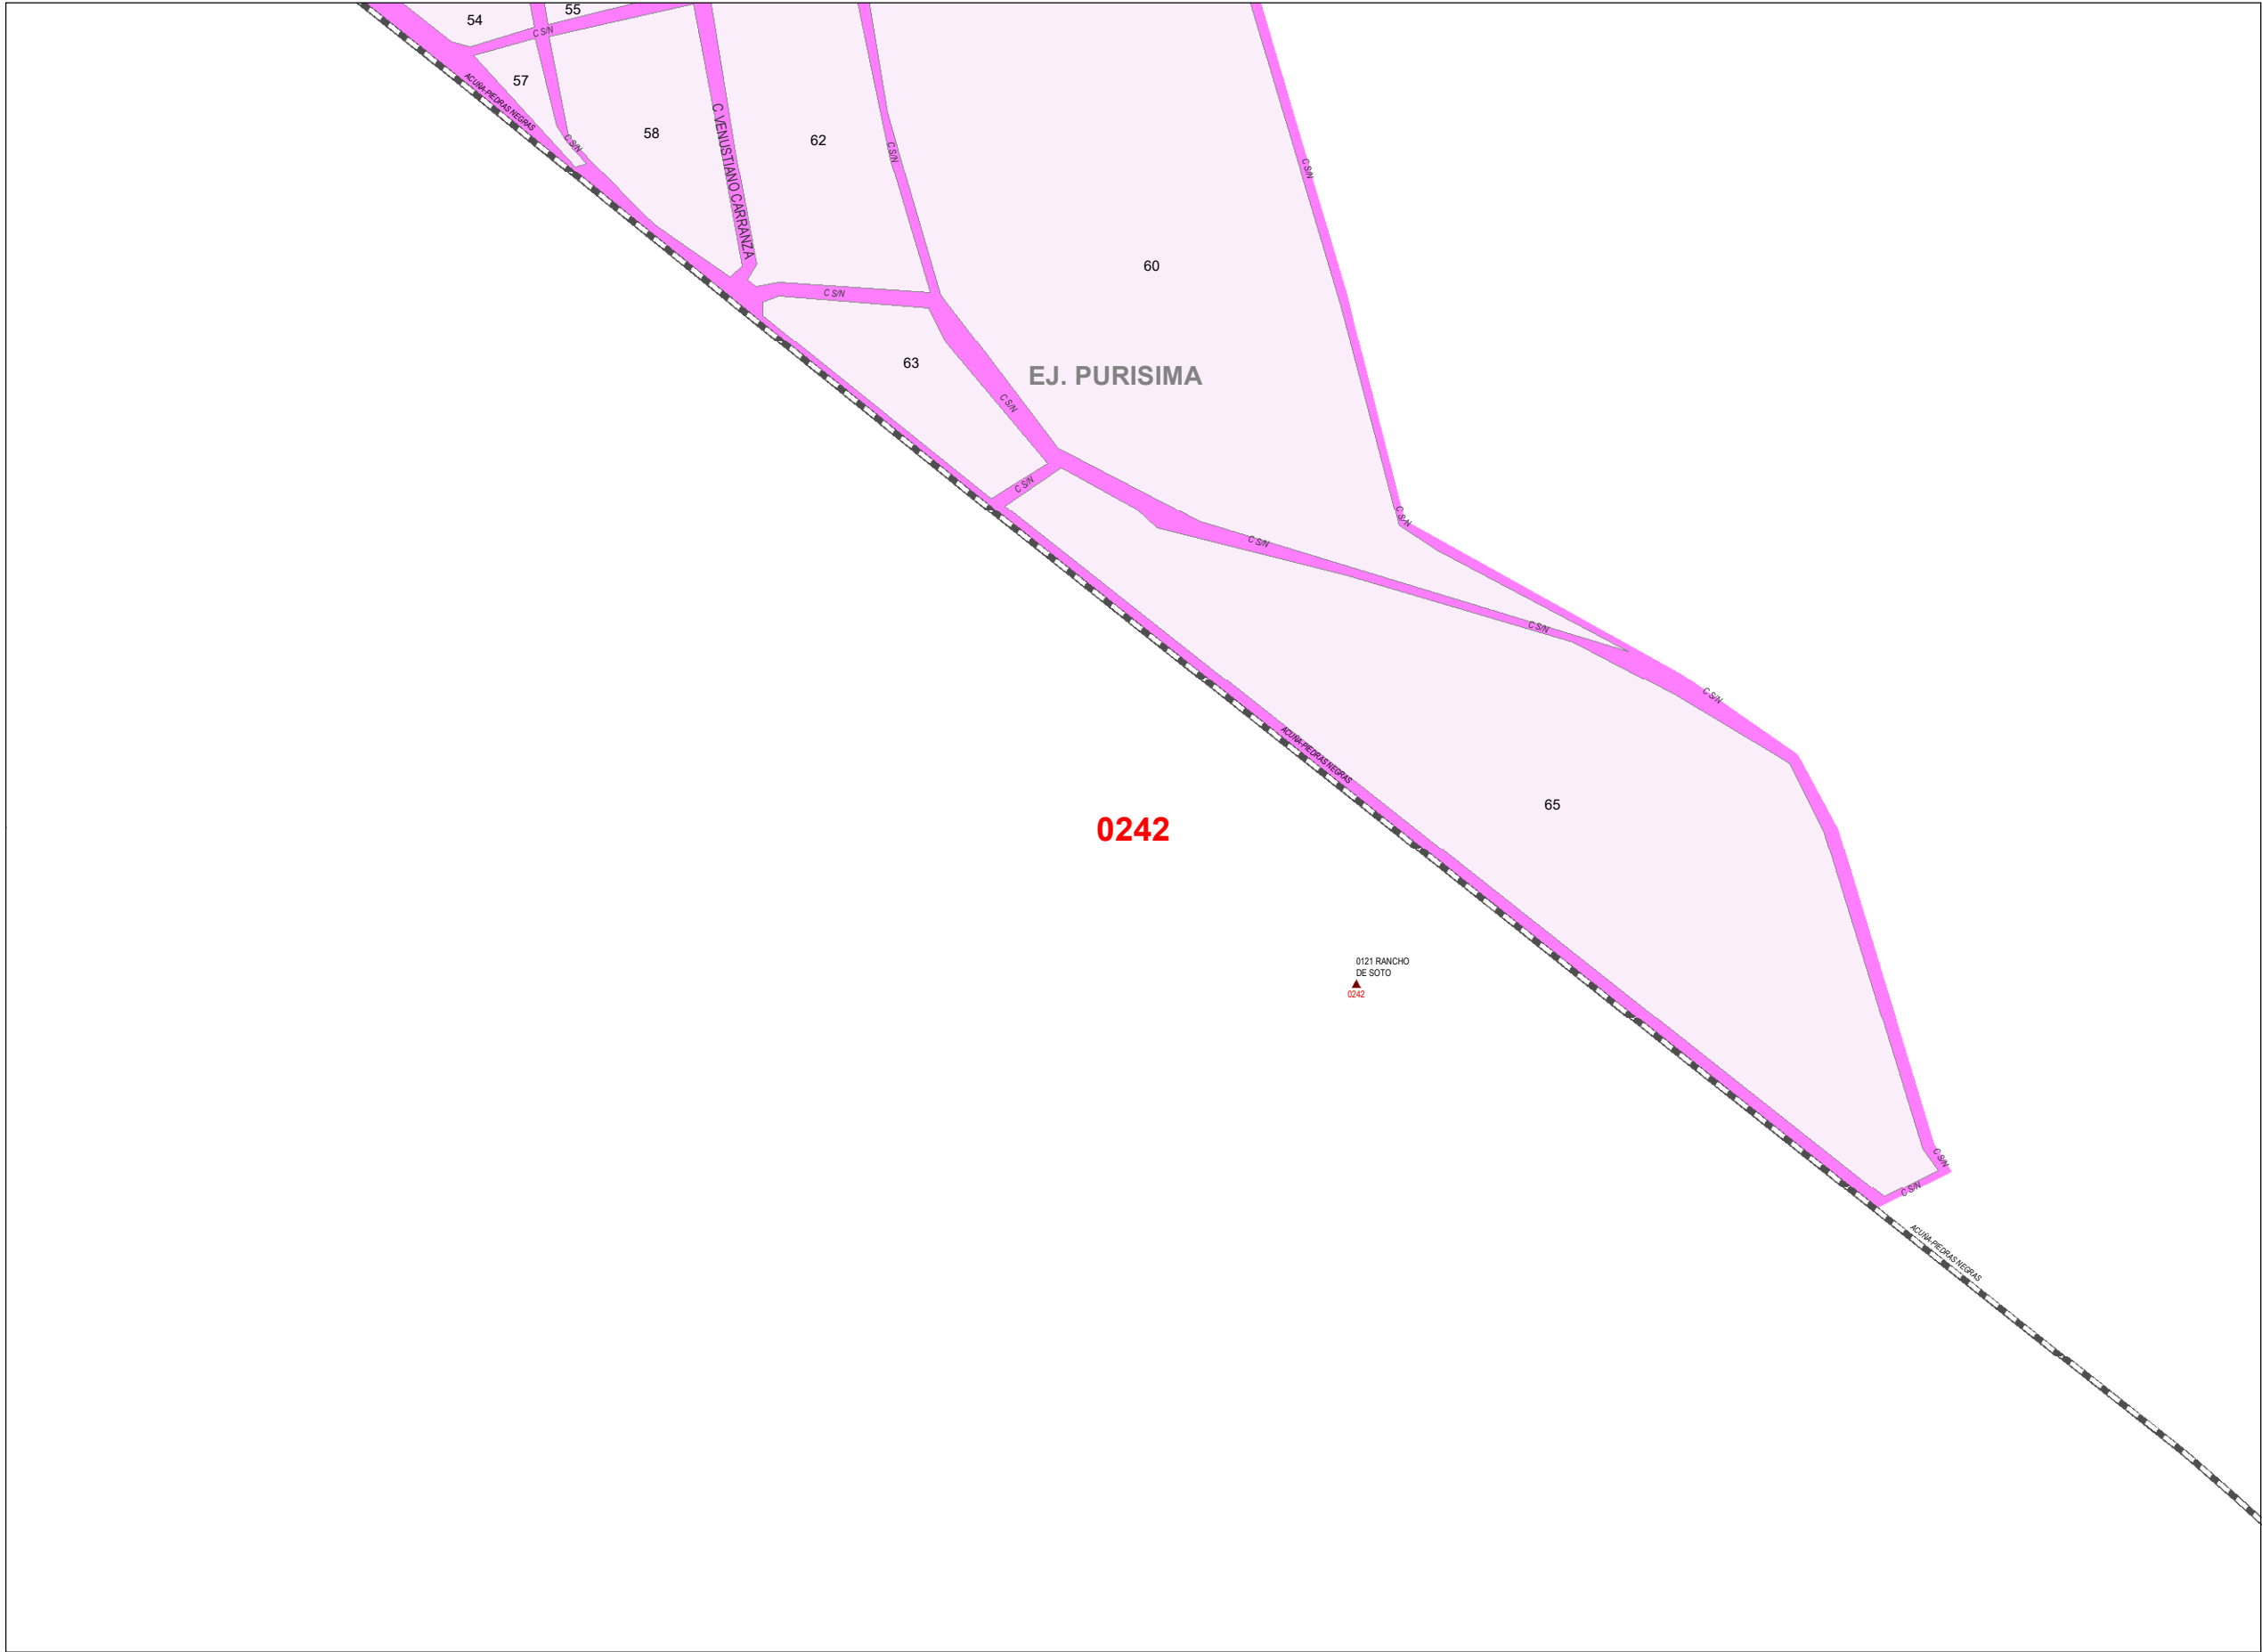 54
55
C S/N
57
ACUÑA-PIEDRAS NEGRAS
C S/N
58
C VENUSTIANO CARRANZA
62
C S/N
C S/N
60
C S/N
63
EJ. PURISIMA
C S/N
C S/N
C S/N
C S/N
C S/N
C S/N
ACUÑA-PIEDRAS NEGRAS
65
0242
0121 RANCHO
DE SOTO
0242
C S/N
C S/N
ACUÑA-PIEDRAS NEGRAS